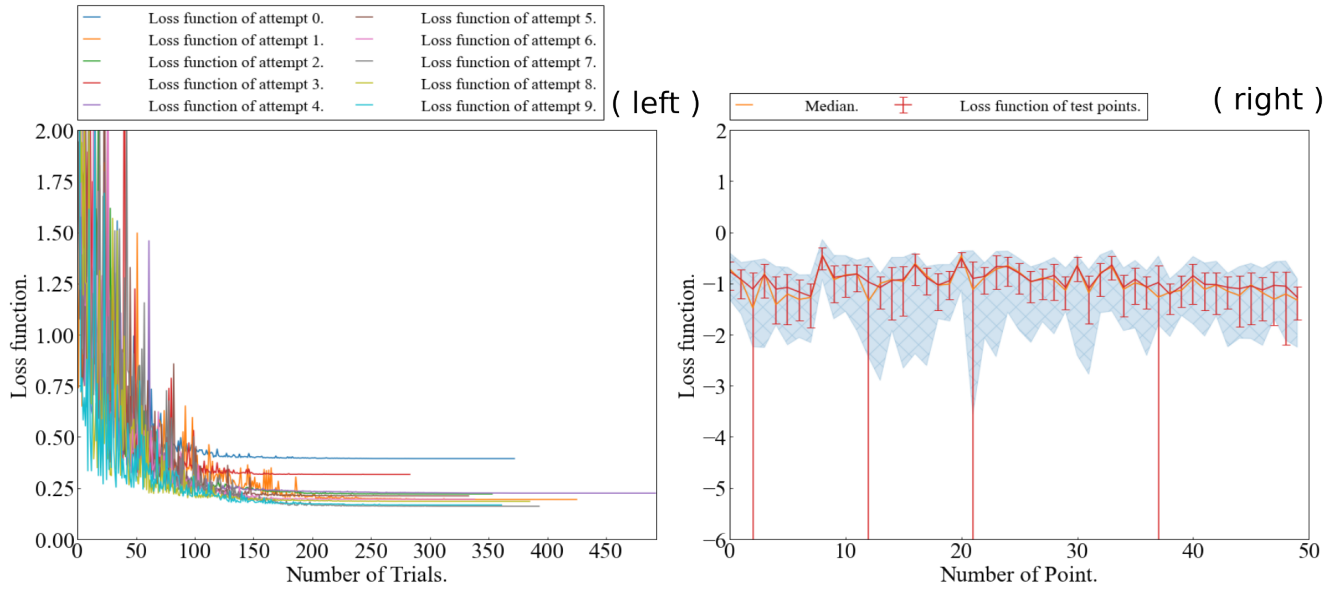 Loss function of attempt 0.
Loss function of attempt 1.
Loss function of attempt 2.
Loss function of attempt 3.
Loss function of attempt 4.
Loss function of attempt 5.
Loss function of attempt 6.
Loss function of attempt 7.
Loss function of attempt 8.
Loss function of attempt 9.
( left )
2.00
1.75
1.50
1.25
1.00
0.75
0.50
0.25
0.00
Loss function.
0 50 100 150 200 250 300 350 400 450
Number of Trials.
Median. Loss function of test points.
( right )
2
1
0
−1
−2
−3
−4
−5
−6
Loss function.
0 10 20 30 40 50
Number of Point.